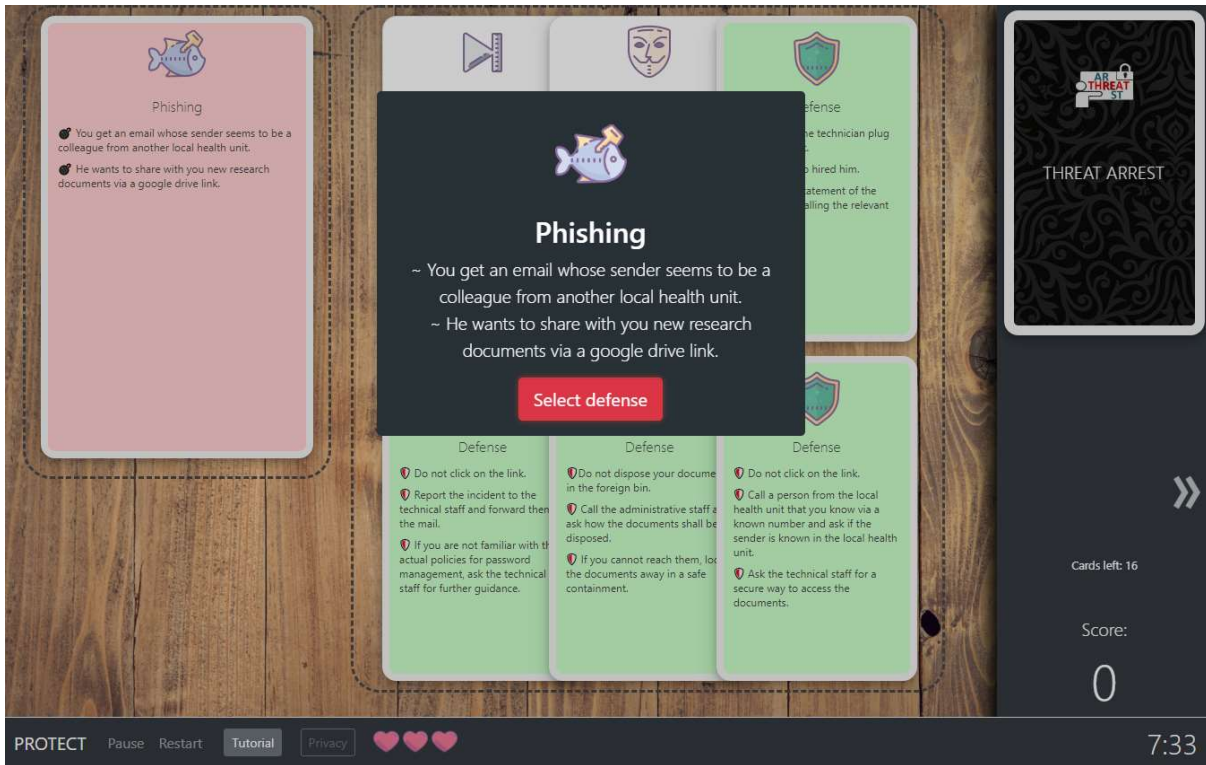 Phishing
You get an email whose sender seems to be a
colleague from another local health unit.
He wants to share with you new research
documents via a google drive link.
Phishing
~ You get an email whose sender seems to be a
colleague from another local health unit.
~ He wants to share with you new research
documents via a google drive link.
Select defense
efense
technician plug
hired him.
atement of the
alling the relevant
Defense
Do not click on the link.
Report the incident to the
technical staff and forward then
the mail.
If you are not familiar with th
actual policies for password
management, ask the technical
staff for further guidance.
Defense
Do not dispose your docume
in the foreign bin.
Call the administrative staff a
ask how the documents shall be
disposed.
If you cannot reach them, loc
the documents away in a safe
containment.
Defense
Do not click on the link.
Call a person from the local
health unit that you know via a
known number and ask if the
sender is known in the local health
unit.
Ask the technical staff for a
secure way to access the
documents.
AR
THREAT
ST
THREAT ARREST
Cards left: 16
Score:
0
PROTECT Pause Restart Tutorial Privacy
7:33